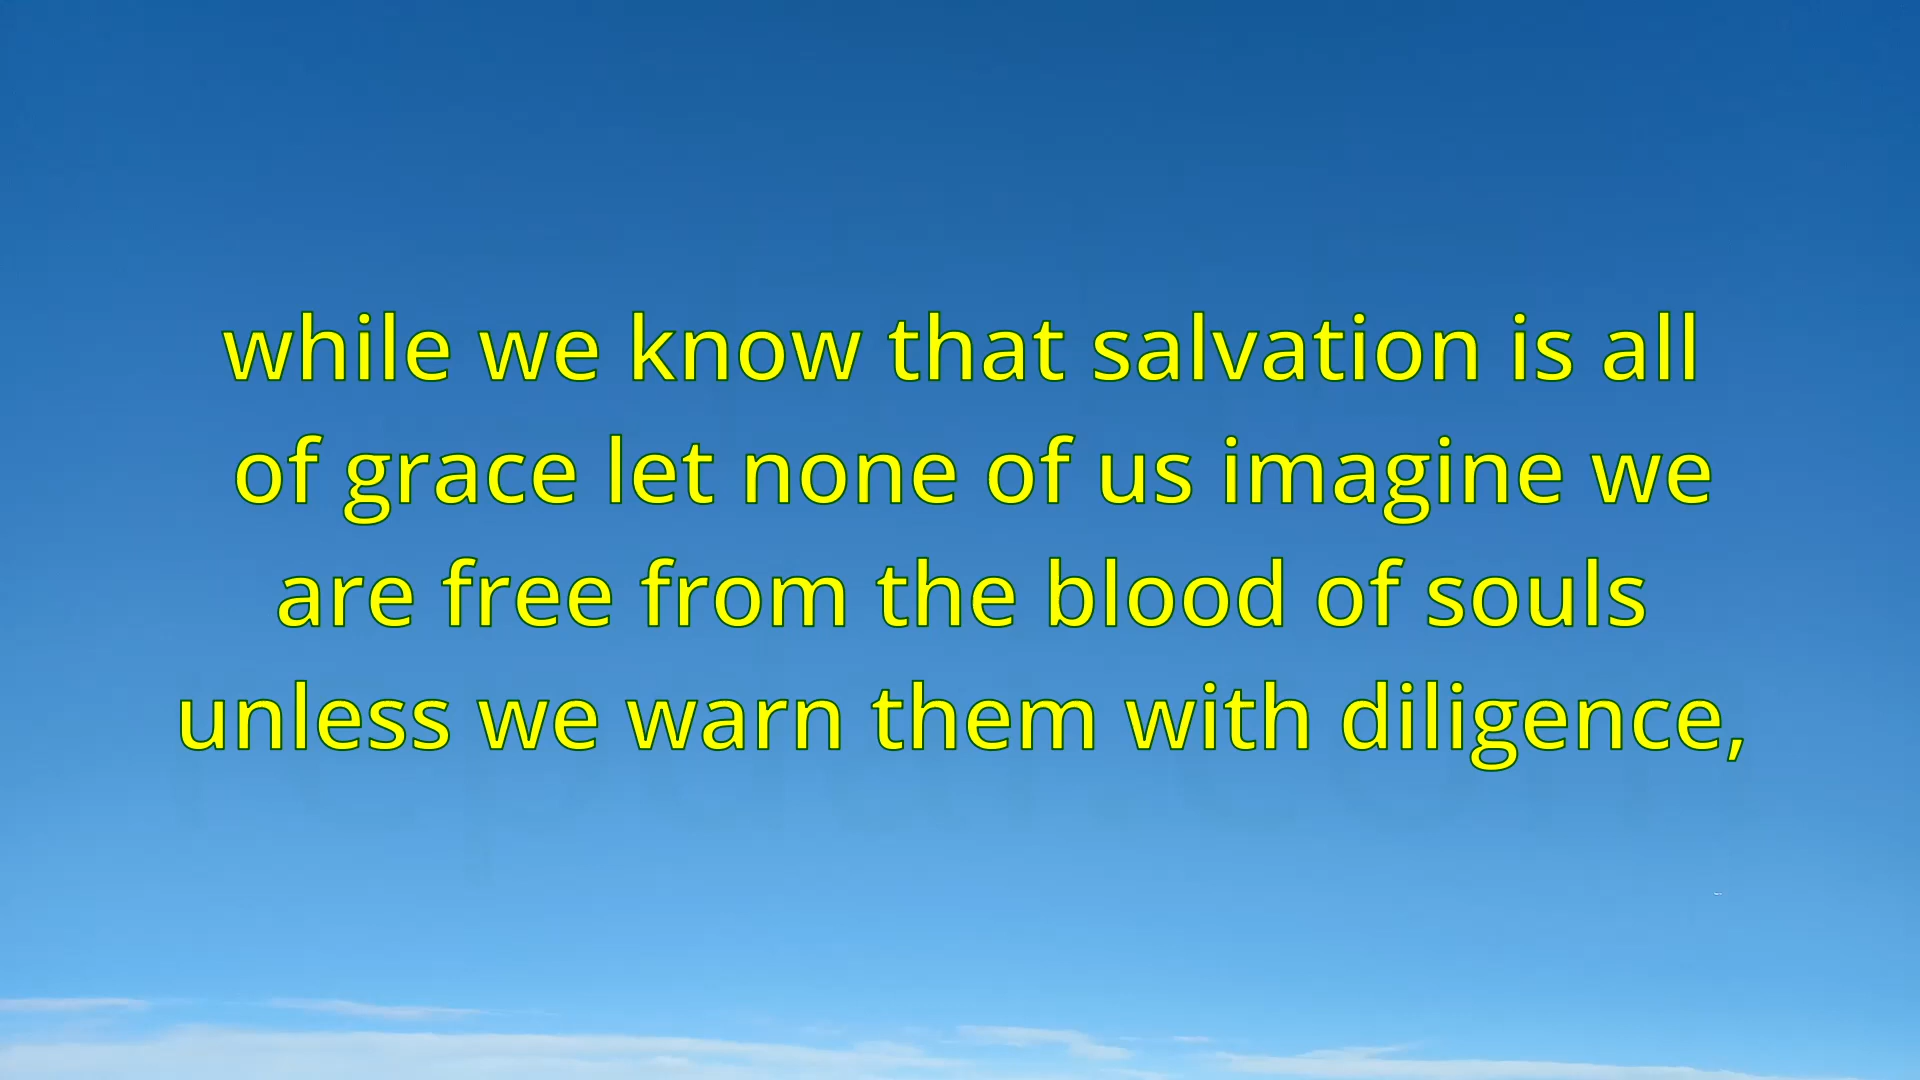 while we know that salvation is all
of grace let none of us imagine we
are free from the blood of souls
unless we warn them with diligence,